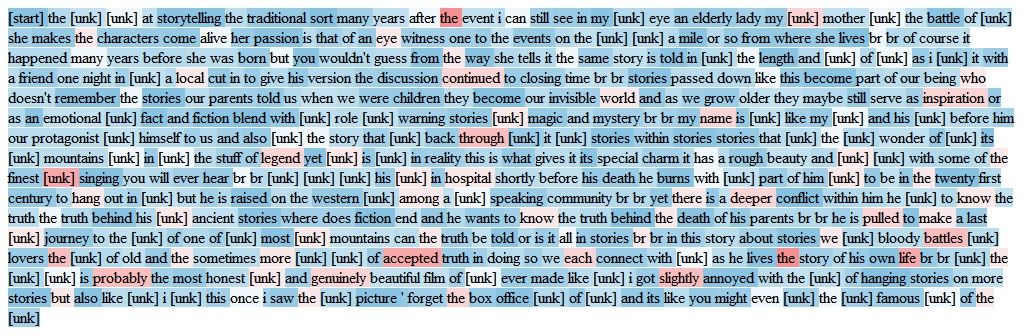 [start] the [unk] [unk] at storytelling the traditional sort many years after the event i can still see in my [unk] eye an elderly lady my [unk] mother [unk] the battle of [unk]
she makes the characters come alive her passion is that of an eye witness one to the events on the [unk] [unk] a mile or so from where she lives br br of course it
happened many years before she was born but you wouldn't guess from the way she tells it the same story is told in [unk] the length and [unk] of [unk] as i [unk] it with
a friend one night in [unk] a local cut in to give his version the discussion continued to closing time br br stories passed down like this become part of our being who
doesn't remember the stories our parents told us when we were children they become our invisible world and as we grow older they maybe still serve as inspiration or
as an emotional [unk] fact and fiction blend with [unk] role [unk] warning stories [unk] magic and mystery br br my name is [unk] like my [unk] and his [unk] before him
our protagonist [unk] himself to us and also [unk] the story that [unk] back through [unk] it [unk] stories within stories stories that [unk] the [unk] wonder of [unk] its
[unk] mountains [unk] in [unk] the stuff of legend yet [unk] is [unk] in reality this is what gives it its special charm it has a rough beauty and [unk] [unk] with some of the
finest [unk] singing you will ever hear br br [unk] [unk] [unk] his [unk] in hospital shortly before his death he burns with [unk] part of him [unk] to be in the twenty first
century to hang out in [unk] but he is raised on the western [unk] among a [unk] speaking community br br yet there is a deeper conflict within him he [unk] to know the
truth the truth behind his [unk] ancient stories where does fiction end and he wants to know the truth behind the death of his parents br br he is pulled to make a last
[unk] journey to the [unk] of one of [unk] most [unk] mountains can the truth be told or is it all in stories br br in this story about stories we [unk] bloody battles [unk]
lovers the [unk] of old and the sometimes more [unk] [unk] of accepted truth in doing so we each connect with [unk] as he lives the story of his own life br br [unk] the
[unk] [unk] is probably the most honest [unk] and genuinely beautiful film of [unk] ever made like [unk] i got slightly annoyed with the [unk] of hanging stories on more
stories but also like [unk] i [unk] this once i saw the [unk] picture ' forget the box office [unk] of [unk] and its like you might even [unk] the [unk] famous [unk] of the
[unk]